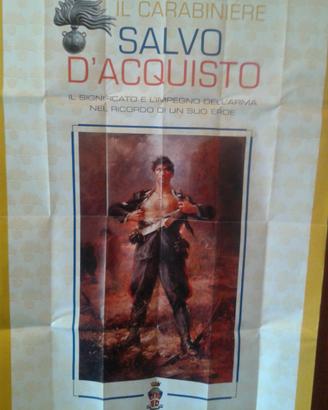 IL CARABINIERE
SALVO
D'ACQUISTO
IL SIGNIFICATO E L'IMPEGNO DELL'ARMA
NEL RICORDO DI UN SUO EROE